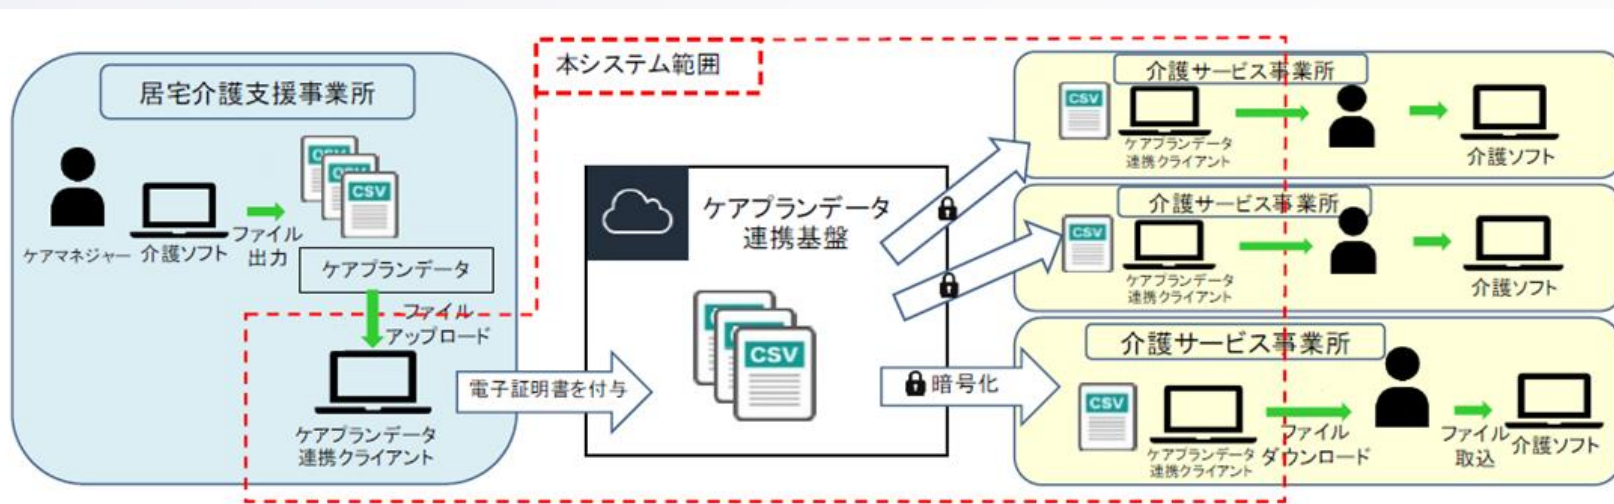 本システム範囲
居宅介護支援事業所
ケアマネジャー
介護ソフト
ファイル
出力
CSV
ケアプランデータ
ファイル
アップロード
ケアプランデータ
連携クライアント
電子証明書を付与
ケアプランデータ
連携基盤
CSV
暗号化
介護サービス事業所
CSV
ケアプランデータ
連携クライアント
介護ソフト
介護サービス事業所
CSV
ケアプランデータ
連携クライアント
介護ソフト
介護サービス事業所
CSV
ケアプランデータ
連携クライアント
ファイル
ダウンロード
ファイル
取込
介護ソフト